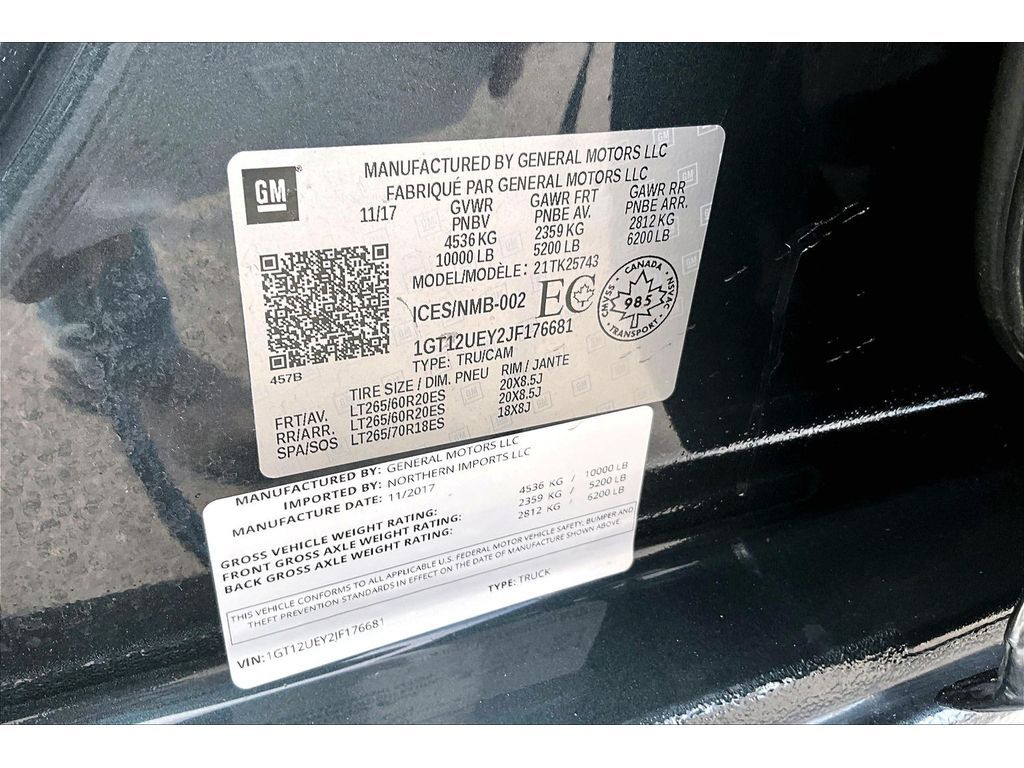 GM
MANUFACTURED BY GENERAL MOTORS LLC
FABRIQUÉ PAR GENERAL MOTORS LLC
11/17 GVWR GAWR FRT GAWR RR
PNBV PNBE AV. PNBE ARR.
4536 KG 2359 KG 2812 KG
10000 LB 5200 LB 6200 LB
MODEL/MODÈLE: 21TK25743
ICES/NMB-002 EC
CANADA
985
TRANSPORT
NSVAC
CMVSS
1GT12UEY2JF176681
TYPE: TRU/CAM
457B
TIRE SIZE / DIM. PNEU RIM / JANTE
FRT/AV. LT265/60R20ES 20X8.5J
RR/ARR. LT265/60R20ES 20X8.5J
SPA/SOS LT265/70R18ES 18X8J
MANUFACTURED BY: GENERAL MOTORS LLC
IMPORTED BY: NORTHERN IMPORTS LLC
MANUFACTURE DATE: 11/2017
GROSS VEHICLE WEIGHT RATING: 4536 KG / 10000 LB
FRONT GROSS AXLE WEIGHT RATING: 2359 KG / 5200 LB
BACK GROSS AXLE WEIGHT RATING: 2812 KG / 6200 LB
THIS VEHICLE CONFORMS TO ALL APPLICABLE U.S. FEDERAL MOTOR VEHICLE SAFETY, BUMPER AND
THEFT PREVENTION STANDARDS IN EFFECT ON THE DATE OF MANUFACTURE SHOWN ABOVE
TYPE: TRUCK
VIN: 1GT12UEY2JF176681